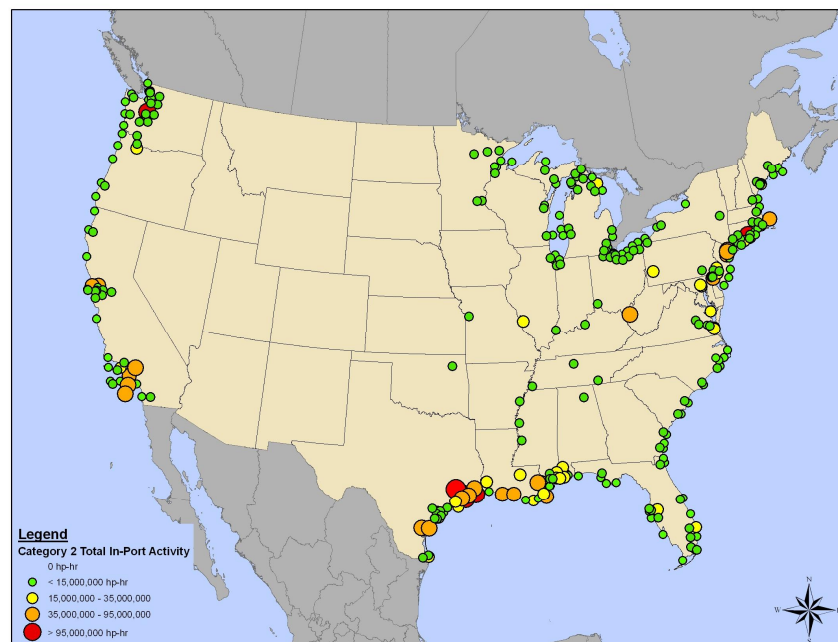 N
W
S
Legend
Category 2 Total In-Port Activity
0 hp-hr
< 15,000,000 hp-hr
15,000,000 - 35,000,000
35,000,000 - 95,000,000
> 95,000,000 hp-hr